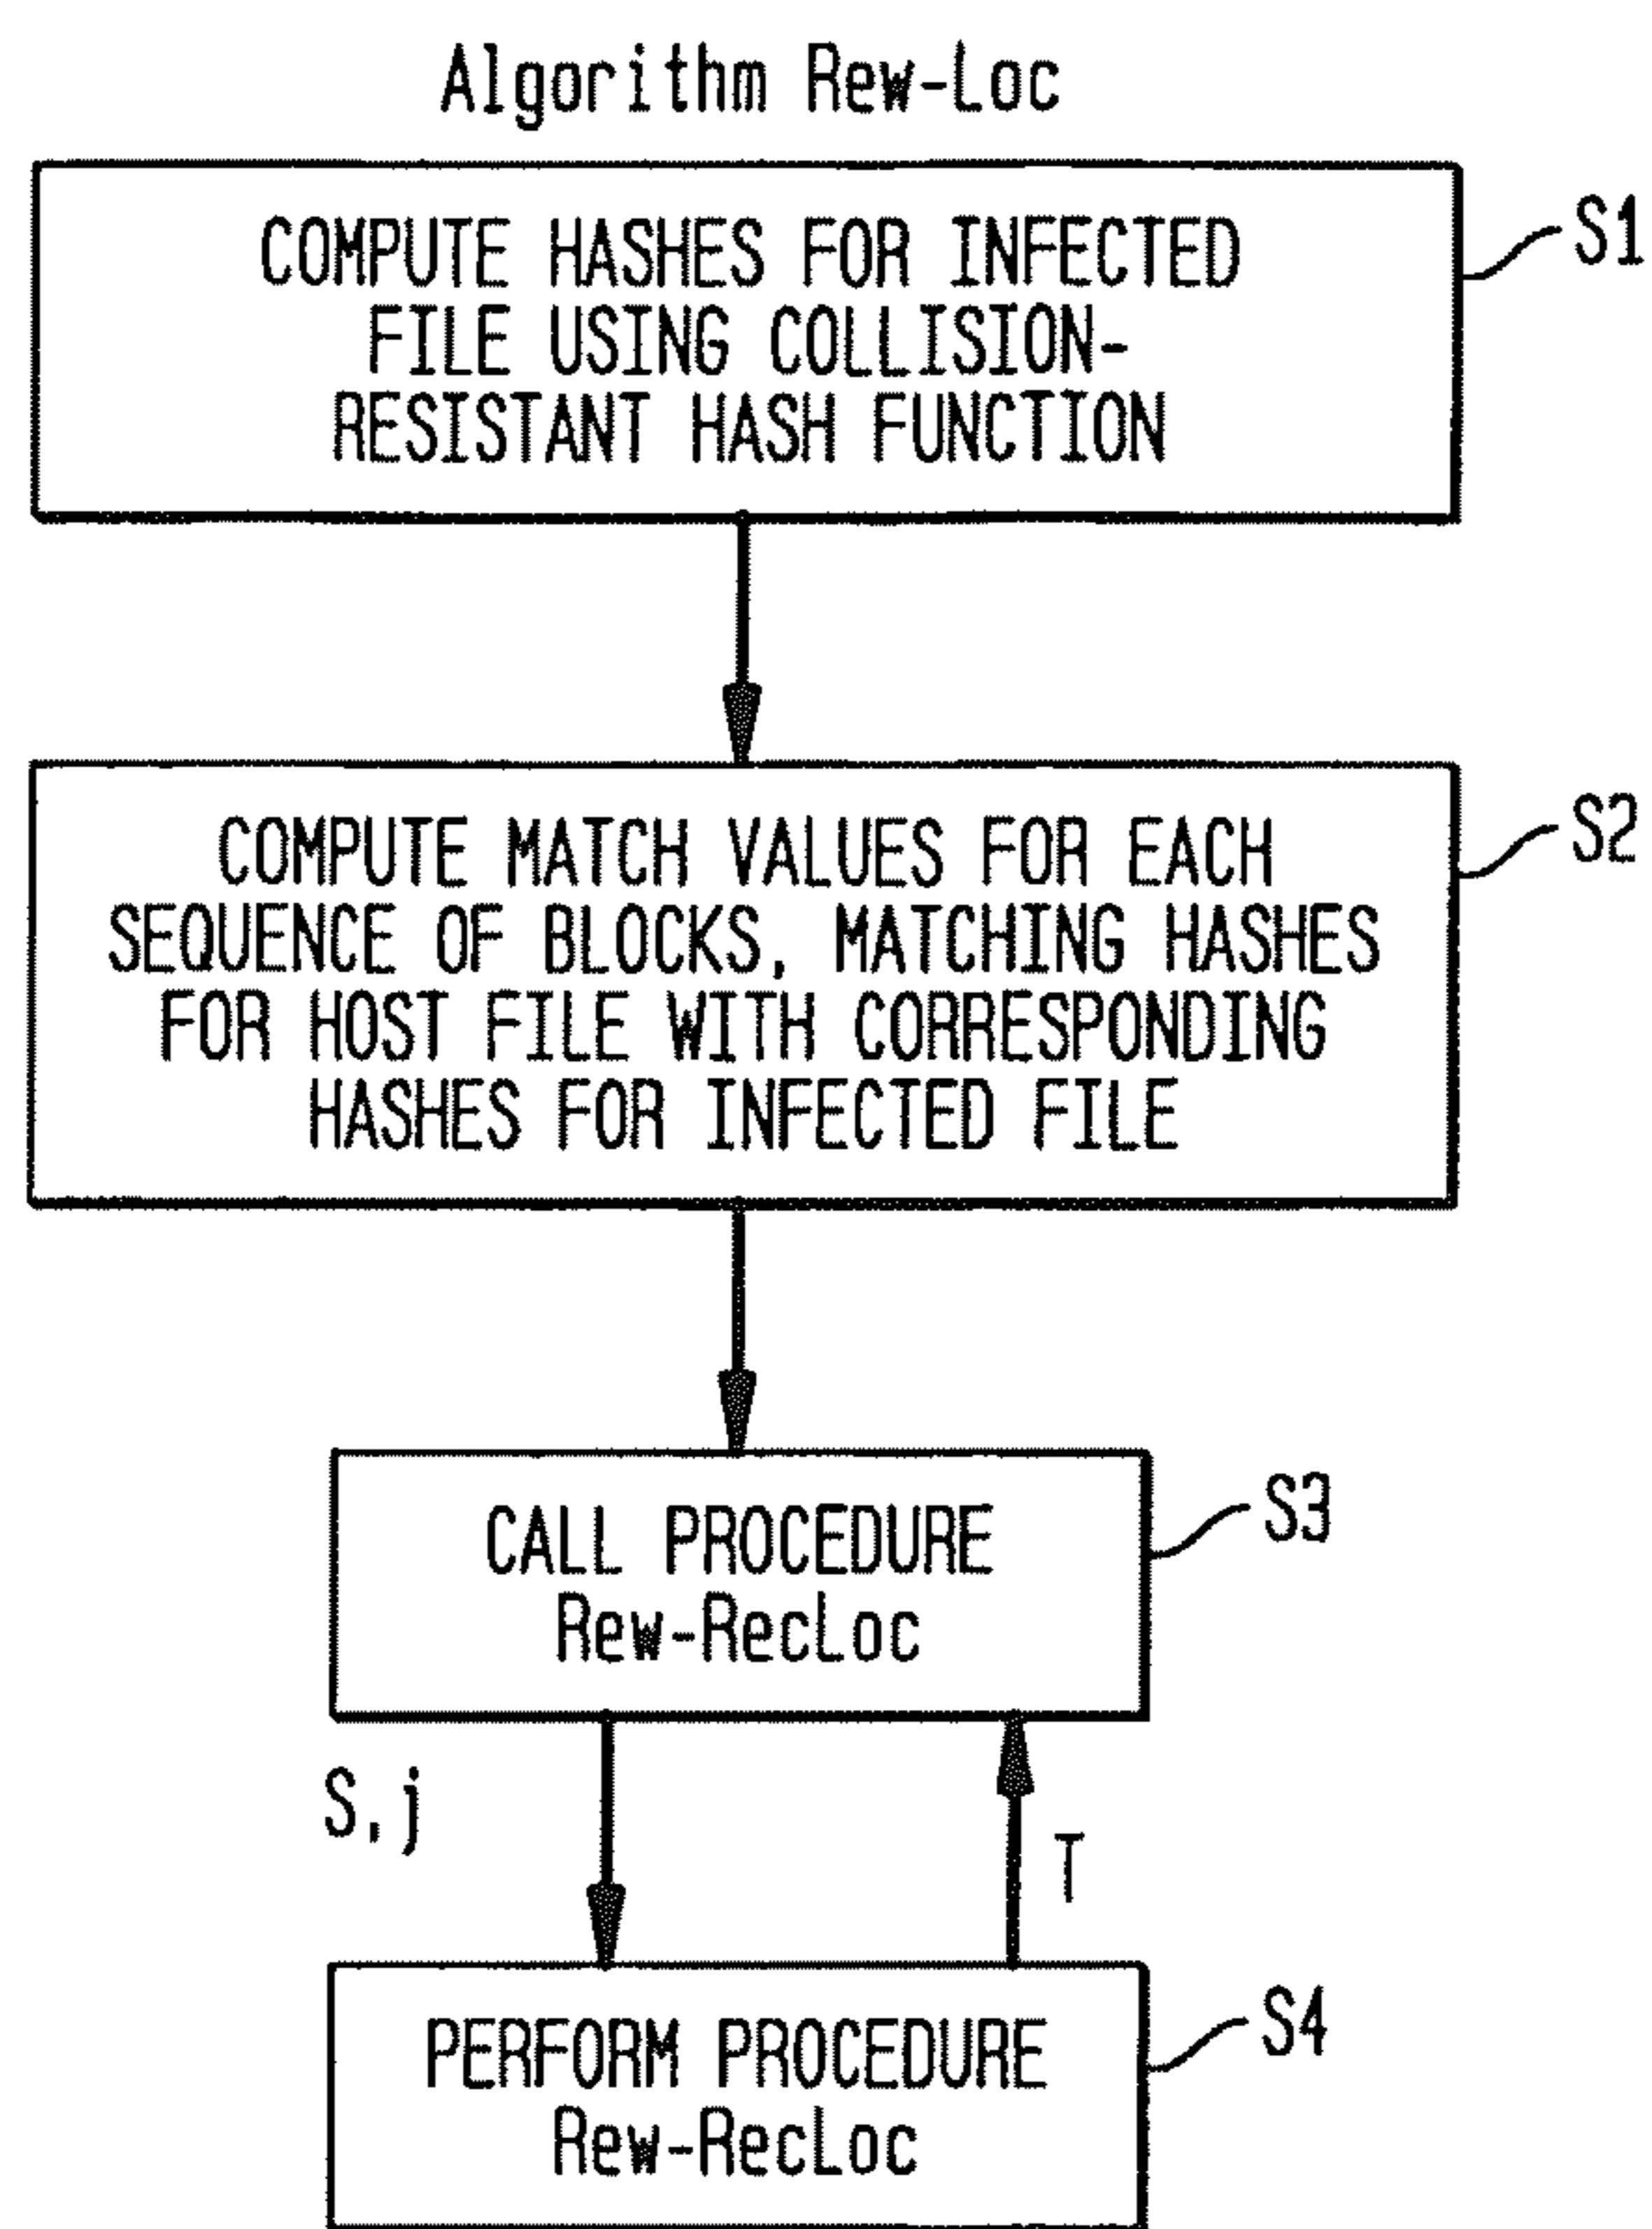 Algorithm Rew-Loc
COMPUTE HASHES FOR INFECTED
FILE USING COLLISION-
RESISTANT HASH FUNCTION
S1
COMPUTE MATCH VALUES FOR EACH
SEQUENCE OF BLOCKS, MATCHING HASHES
FOR HOST FILE WITH CORRESPONDING
HASHES FOR INFECTED FILE
S2
CALL PROCEDURE
Rew-RecLoc
S3
S,j
T
PERFORM PROCEDURE
Rew-RecLoc
S4